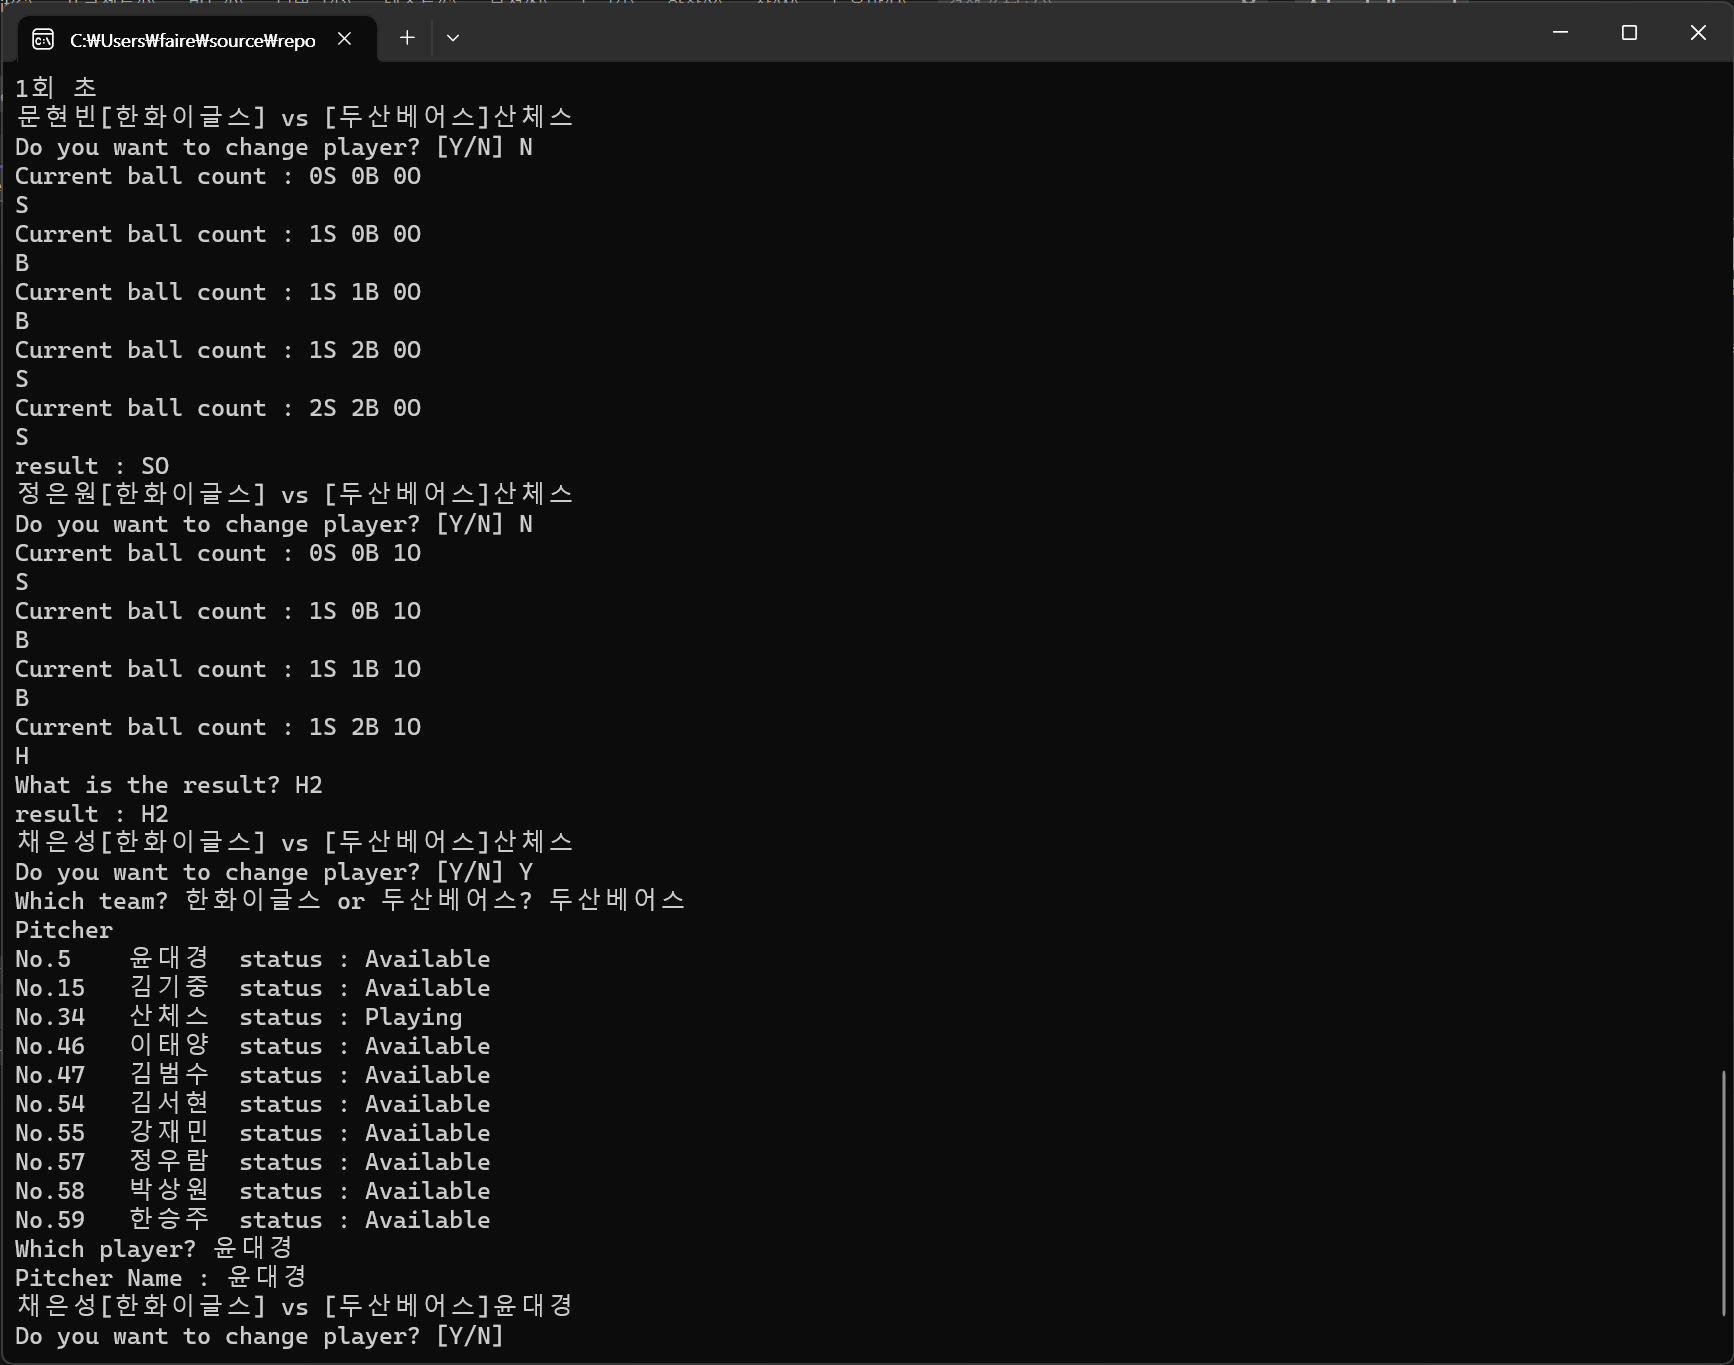 C:₩Users₩faire₩source₩repo
1회 초
문현빈[한화이글스] vs [두산베어스]산체스
Do you want to change player? [Y/N] N
Current ball count : 0S 0B 0O
S
Current ball count : 1S 0B 0O
B
Current ball count : 1S 1B 0O
B
Current ball count : 1S 2B 0O
S
Current ball count : 2S 2B 0O
S
result : SO
정은원[한화이글스] vs [두산베어스]산체스
Do you want to change player? [Y/N] N
Current ball count : 0S 0B 1O
S
Current ball count : 1S 0B 1O
B
Current ball count : 1S 1B 1O
B
Current ball count : 1S 2B 1O
H
What is the result? H2
result : H2
채은성[한화이글스] vs [두산베어스]산체스
Do you want to change player? [Y/N] Y
Which team? 한화이글스 or 두산베어스? 두산베어스
Pitcher
No.5 윤대경 status : Available
No.15 김기중 status : Available
No.34 산체스 status : Playing
No.46 이태양 status : Available
No.47 김범수 status : Available
No.54 김서현 status : Available
No.55 강재민 status : Available
No.57 정우람 status : Available
No.58 박상원 status : Available
No.59 한승주 status : Available
Which player? 윤대경
Pitcher Name : 윤대경
채은성[한화이글스] vs [두산베어스]윤대경
Do you want to change player? [Y/N]